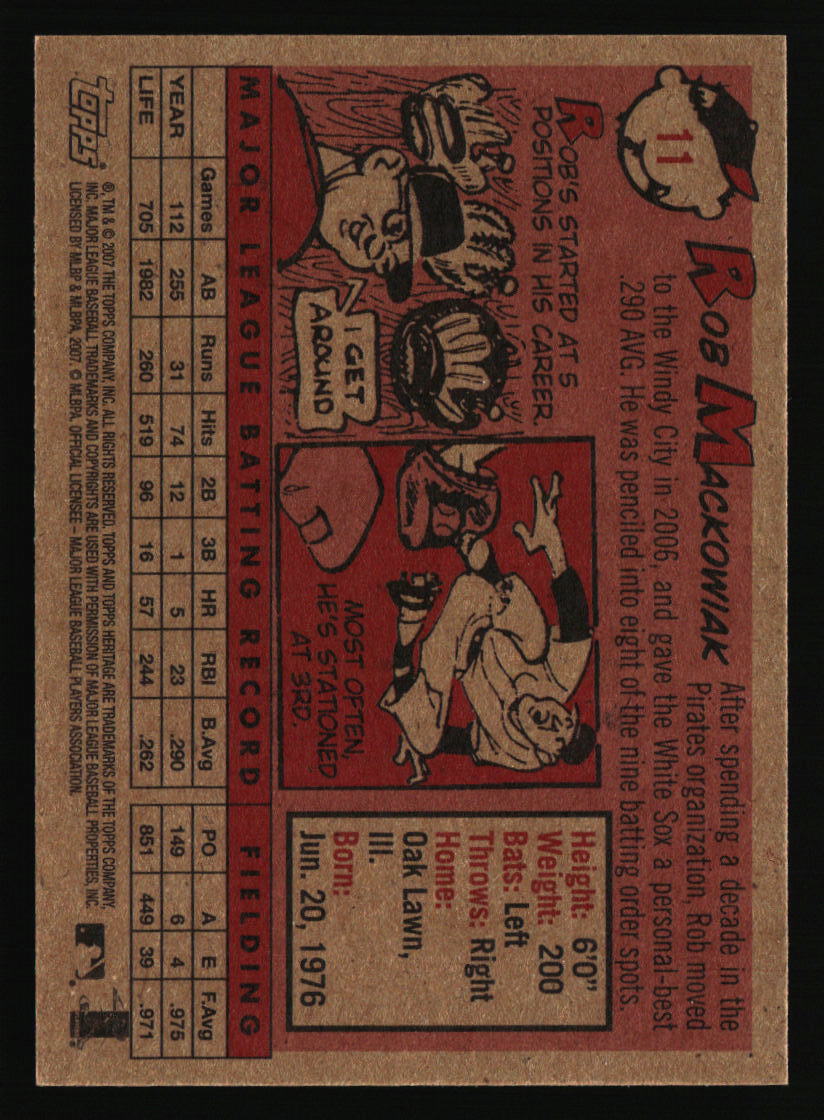 11
ROB MACKOWIAK
After spending a decade in the
Pirates organization, Rob moved
to the Windy City in 2006, and gave the White Sox a personal-best
.290 AVG. He was penciled into eight of the nine batting order spots.
ROB'S STARTED AT 5
POSITIONS IN HIS CAREER.
I GET
AROUND
MOST OFTEN,
HE'S STATIONED
AT 3RD.
Height: 6'0"
Weight: 200
Bats: Left
Throws: Right
Home:
Oak Lawn,
Ill.
Born:
Jun. 20, 1976
MAJOR LEAGUE BATTING RECORD FIELDING
Games AB Runs Hits 2B 3B HR RBI B.Avg PO A E F.Avg
YEAR 112 255 31 74 12 1 5 23 .290 149 6 4 .975
LIFE 705 1982 260 519 96 16 57 244 .262 851 449 39 .971
TOPPS®
®, TM & © 2007 THE TOPPS COMPANY, INC. ALL RIGHTS RESERVED. TOPPS AND TOPPS HERITAGE ARE TRADEMARKS OF THE TOPPS COMPANY,
INC. MAJOR LEAGUE BASEBALL TRADEMARKS AND COPYRIGHTS ARE USED WITH PERMISSION OF MAJOR LEAGUE BASEBALL PROPERTIES, INC.
LICENSED BY MLBP & MLBPA, 2007. © MLBPA, OFFICIAL LICENSEE – MAJOR LEAGUE BASEBALL PLAYERS ASSOCIATION.